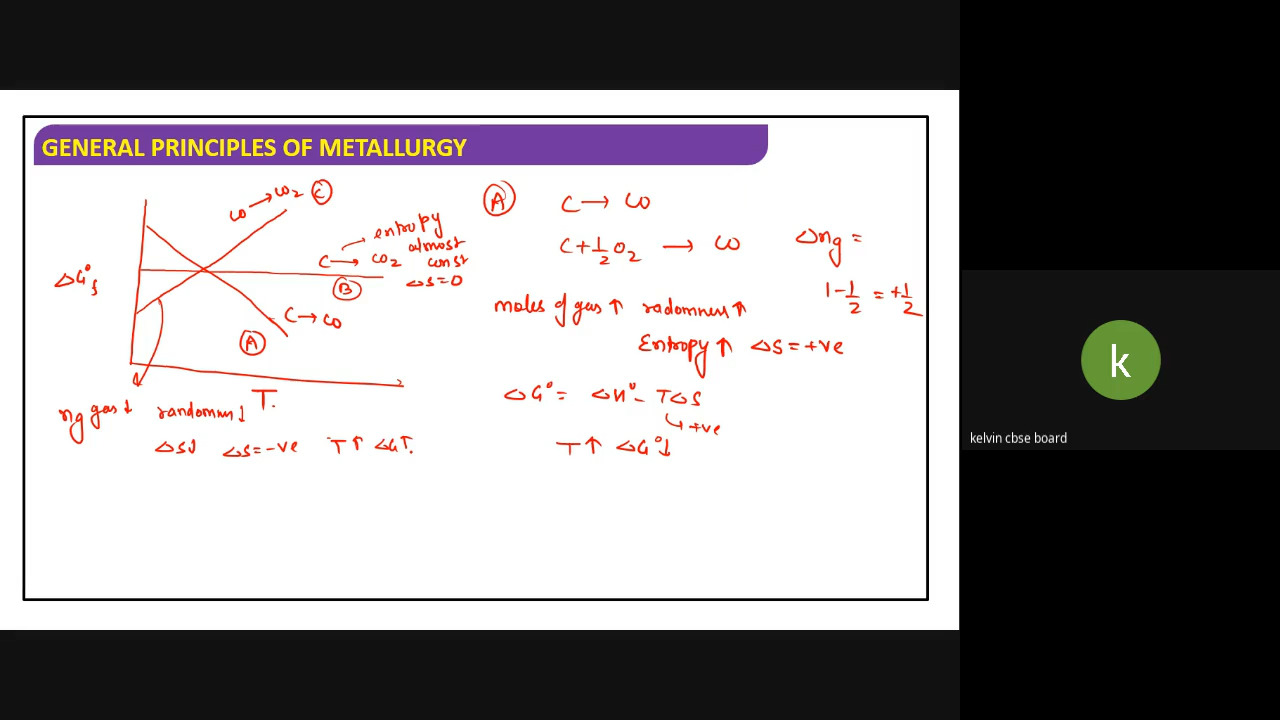 GENERAL PRINCIPLES OF METALLURGY
CO → CO₂ Ⓒ
entropy
almost
const
C → CO₂
ΔS=0
Ⓑ
ΔG°f
C → CO
Ⓐ
T.
ng gas ↓ randomness ↓
ΔS↓ ΔS=-ve T↑ ΔG↑.
Ⓐ C → CO
C + 1/2 O₂ → CO
Δng =
1 - 1/2 = +1/2
moles of gas ↑ radomness ↑
Entropy ↑ ΔS = +ve
ΔG° = ΔH° - TΔS
↳ +ve
T↑ ΔG°↓
k
kelvin cbse board